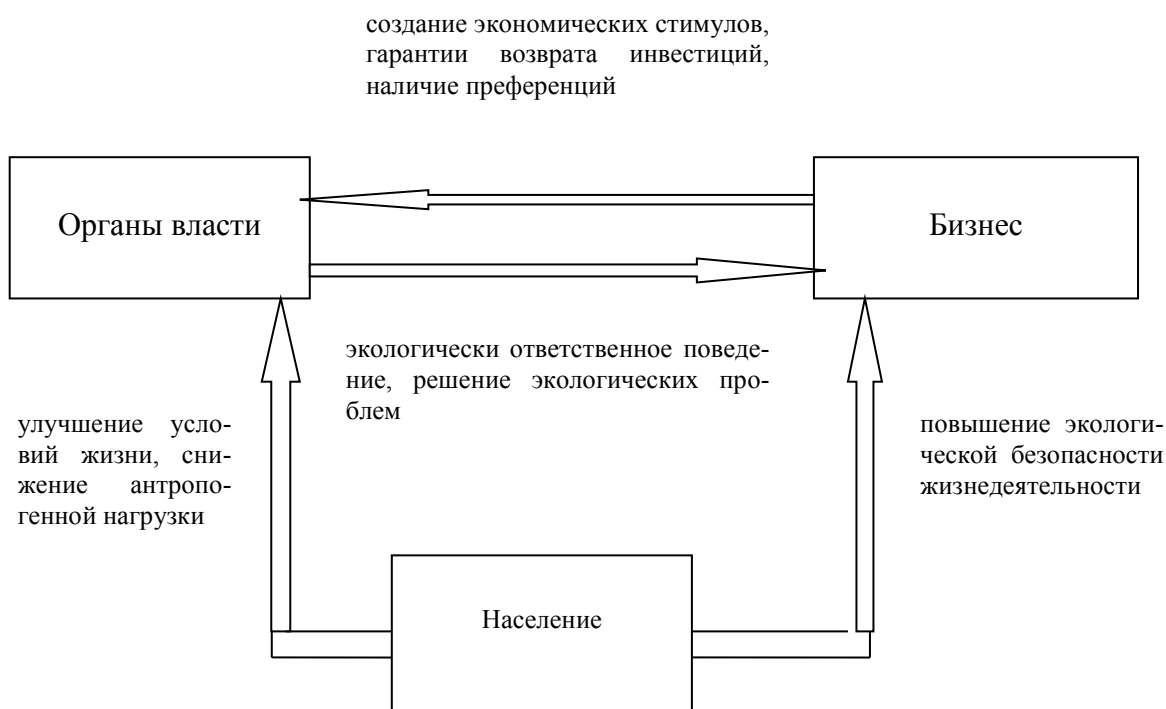 создание экономических стимулов,
гарантии возврата инвестиций,
наличие преференций
Органы власти
Бизнес
экологически ответственное поведе-
ние, решение экологических про-
блем
улучшение усло-
вий жизни, сни-
жение антропо-
генной нагрузки
повышение экологи-
ческой безопасности
жизнедеятельности
Население